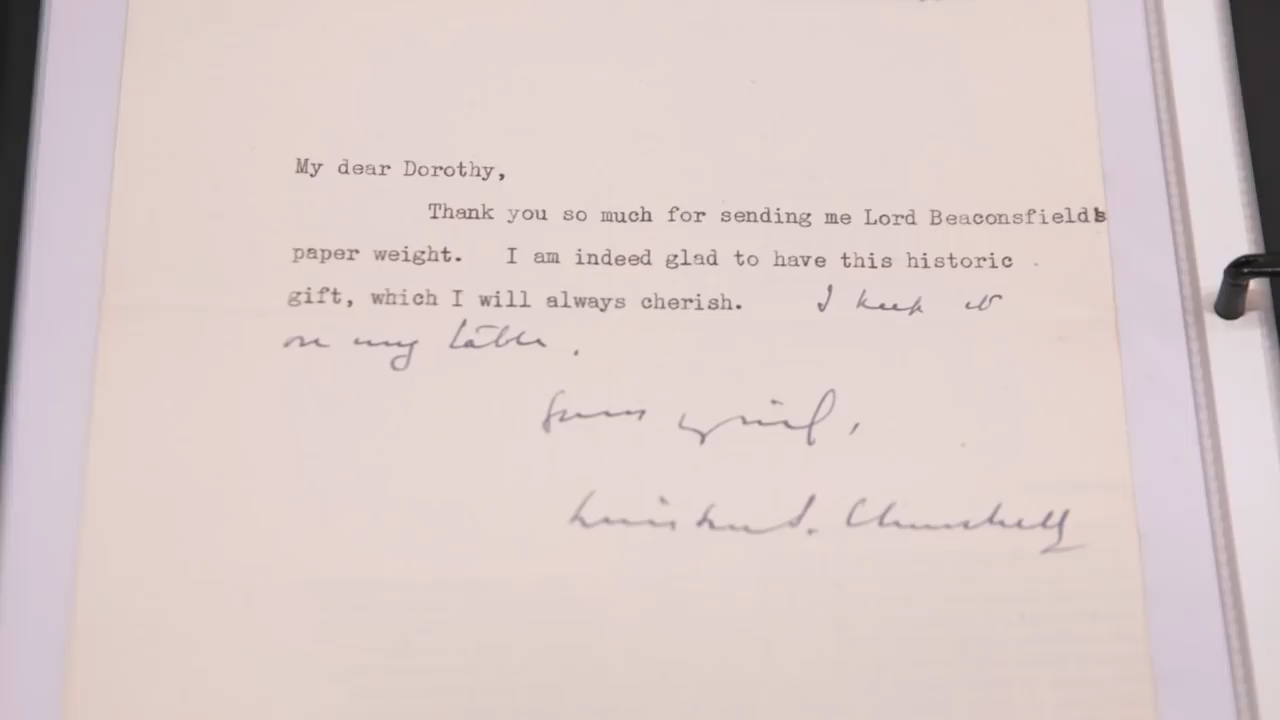 My dear Dorothy,
Thank you so much for sending me Lord Beaconsfield's
paper weight. I am indeed glad to have this historic
gift, which I will always cherish. I keep it
on my table.
Yours
Winston S. Churchill